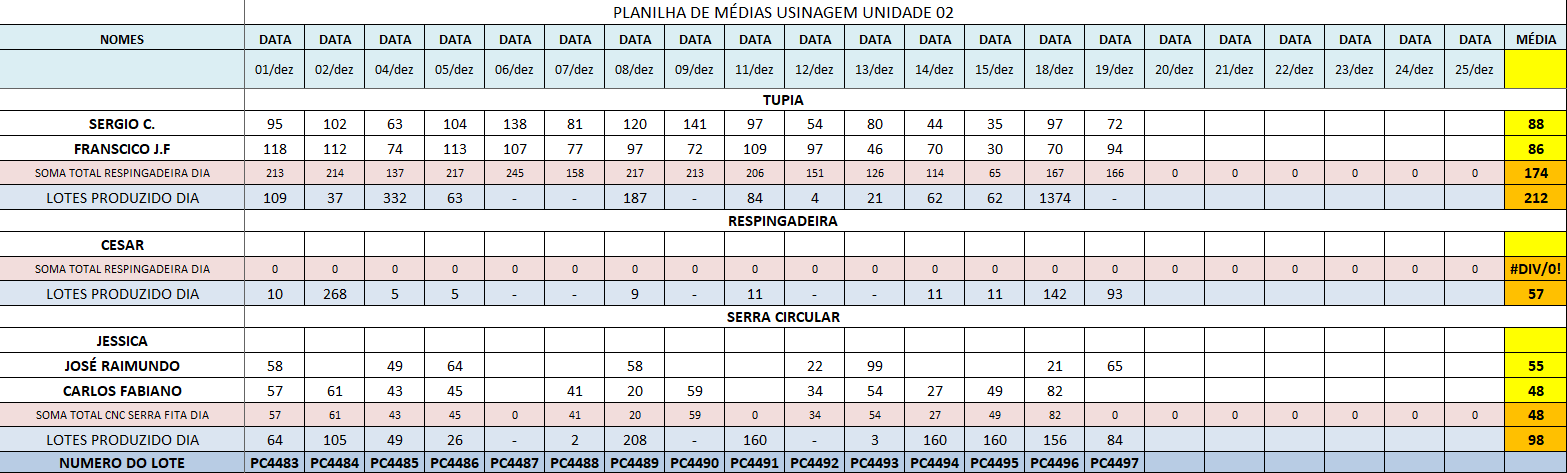 PLANILHA DE MÉDIAS USINAGEM UNIDADE 02
NOMES DATA DATA DATA DATA DATA DATA DATA DATA DATA DATA DATA DATA DATA DATA DATA DATA DATA DATA DATA DATA DATA MÉDIA
01/dez 02/dez 04/dez 05/dez 06/dez 07/dez 08/dez 09/dez 11/dez 12/dez 13/dez 14/dez 15/dez 18/dez 19/dez 20/dez 21/dez 22/dez 23/dez 24/dez 25/dez
TUPIA
SERGIO C. 95 102 63 104 138 81 120 141 97 54 80 44 35 97 72 88
FRANSCICO J.F 118 112 74 113 107 77 97 72 109 97 46 70 30 70 94 86
SOMA TOTAL RESPINGADEIRA DIA 213 214 137 217 245 158 217 213 206 151 126 114 65 167 166 0 0 0 0 0 0 174
LOTES PRODUZIDO DIA 109 37 332 63 - - 187 - 84 4 21 62 62 1374 - 212
RESPINGADEIRA
CESAR
SOMA TOTAL RESPINGADEIRA DIA 0 0 0 0 0 0 0 0 0 0 0 0 0 0 0 0 0 0 0 0 0 #DIV/0!
LOTES PRODUZIDO DIA 10 268 5 5 - - 9 - 11 - - 11 11 142 93 57
SERRA CIRCULAR
JESSICA
JOSÉ RAIMUNDO 58 49 64 58 22 99 21 65 55
CARLOS FABIANO 57 61 43 45 41 20 59 34 54 27 49 82 48
SOMA TOTAL CNC SERRA FITA DIA 57 61 43 45 0 41 20 59 0 34 54 27 49 82 0 0 0 0 0 0 0 48
LOTES PRODUZIDO DIA 64 105 49 26 - 2 208 - 160 - 3 160 160 156 84 98
NUMERO DO LOTE PC4483 PC4484 PC4485 PC4486 PC4487 PC4488 PC4489 PC4490 PC4491 PC4492 PC4493 PC4494 PC4495 PC4496 PC4497